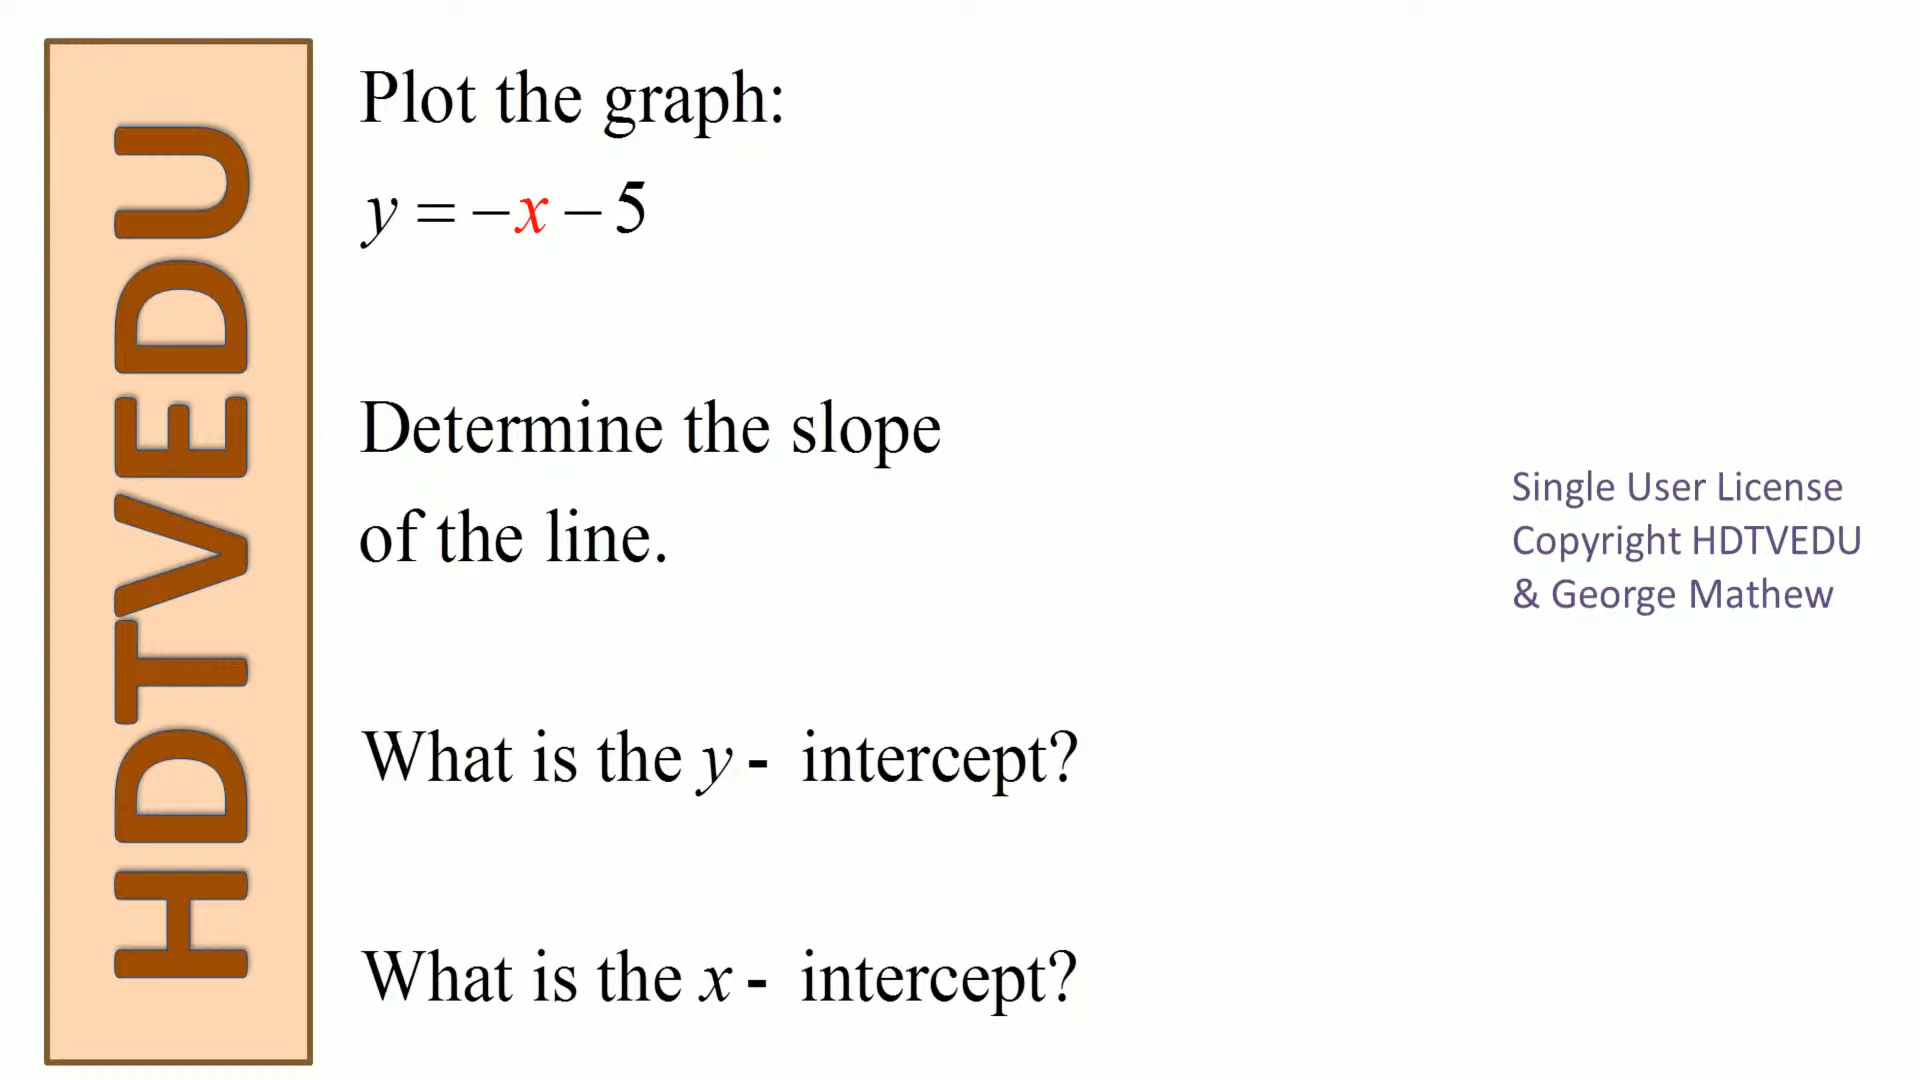 HDTVEDU
Plot the graph:
y = −x − 5
Determine the slope
of the line.
What is the y - intercept?
What is the x - intercept?
Single User License
Copyright HDTVEDU
& George Mathew